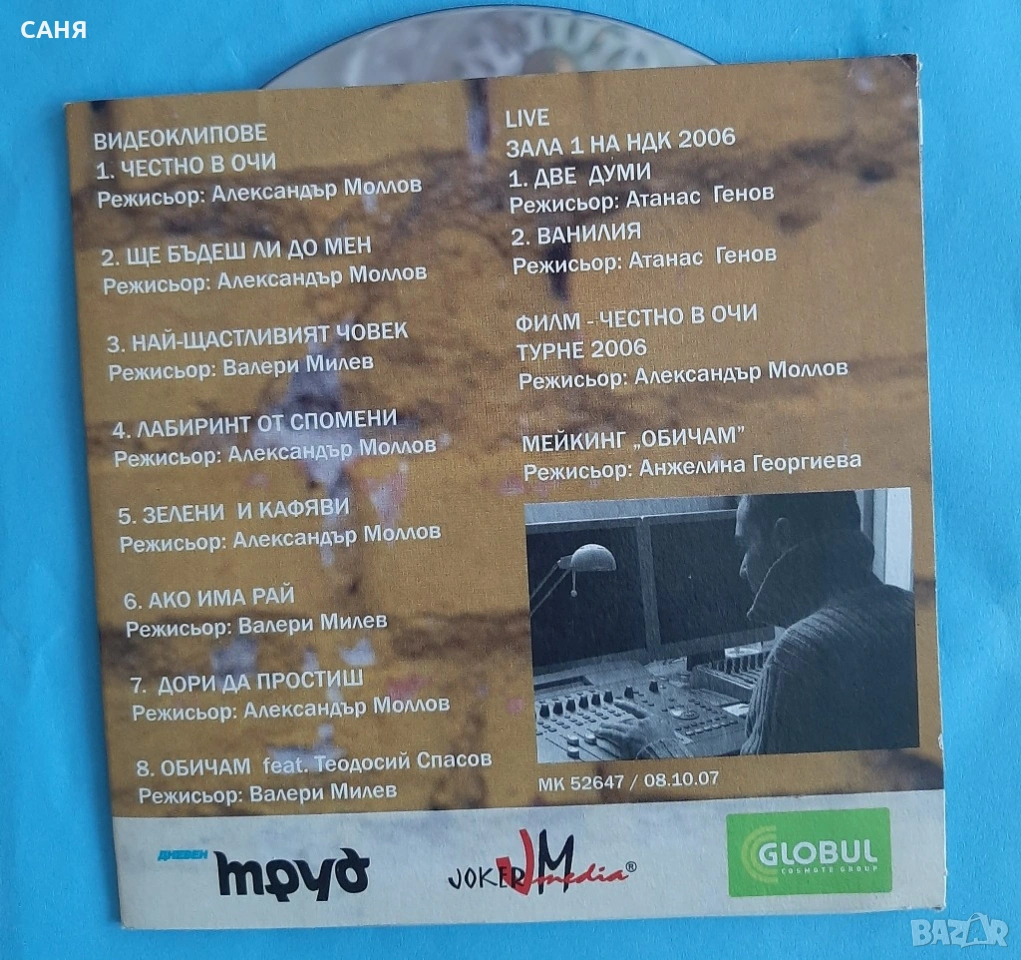 САНЯ
ВИДЕОКЛИПОВЕ
1. ЧЕСТНО В ОЧИ
Режисьор: Александър Моллов
2. ЩЕ БЪДЕШ ЛИ ДО МЕН
Режисьор: Александър Моллов
3. НАЙ-ЩАСТЛИВИЯТ ЧОВЕК
Режисьор: Валери Милев
4. ЛАБИРИНТ ОТ СПОМЕНИ
Режисьор: Александър Моллов
5. ЗЕЛЕНИ И КАФЯВИ
Режисьор: Александър Моллов
6. АКО ИМА РАЙ
Режисьор: Валери Милев
7. ДОРИ ДА ПРОСТИШ
Режисьор: Александър Моллов
8. ОБИЧАМ feat. Теодосий Спасов
Режисьор: Валери Милев
LIVE
ЗАЛА 1 НА НДК 2006
1. ДВЕ ДУМИ
Режисьор: Атанас Генов
2. ВАНИЛИЯ
Режисьор: Атанас Генов
ФИЛМ - ЧЕСТНО В ОЧИ
ТУРНЕ 2006
Режисьор: Александър Моллов
МЕЙКИНГ „ОБИЧАМ”
Режисьор: Анжелина Георгиева
МК 52647 / 08.10.07
ДНЕВЕН
Труд
JOKER JM media®
GLOBUL
COSMOTE GROUP
BAZAR